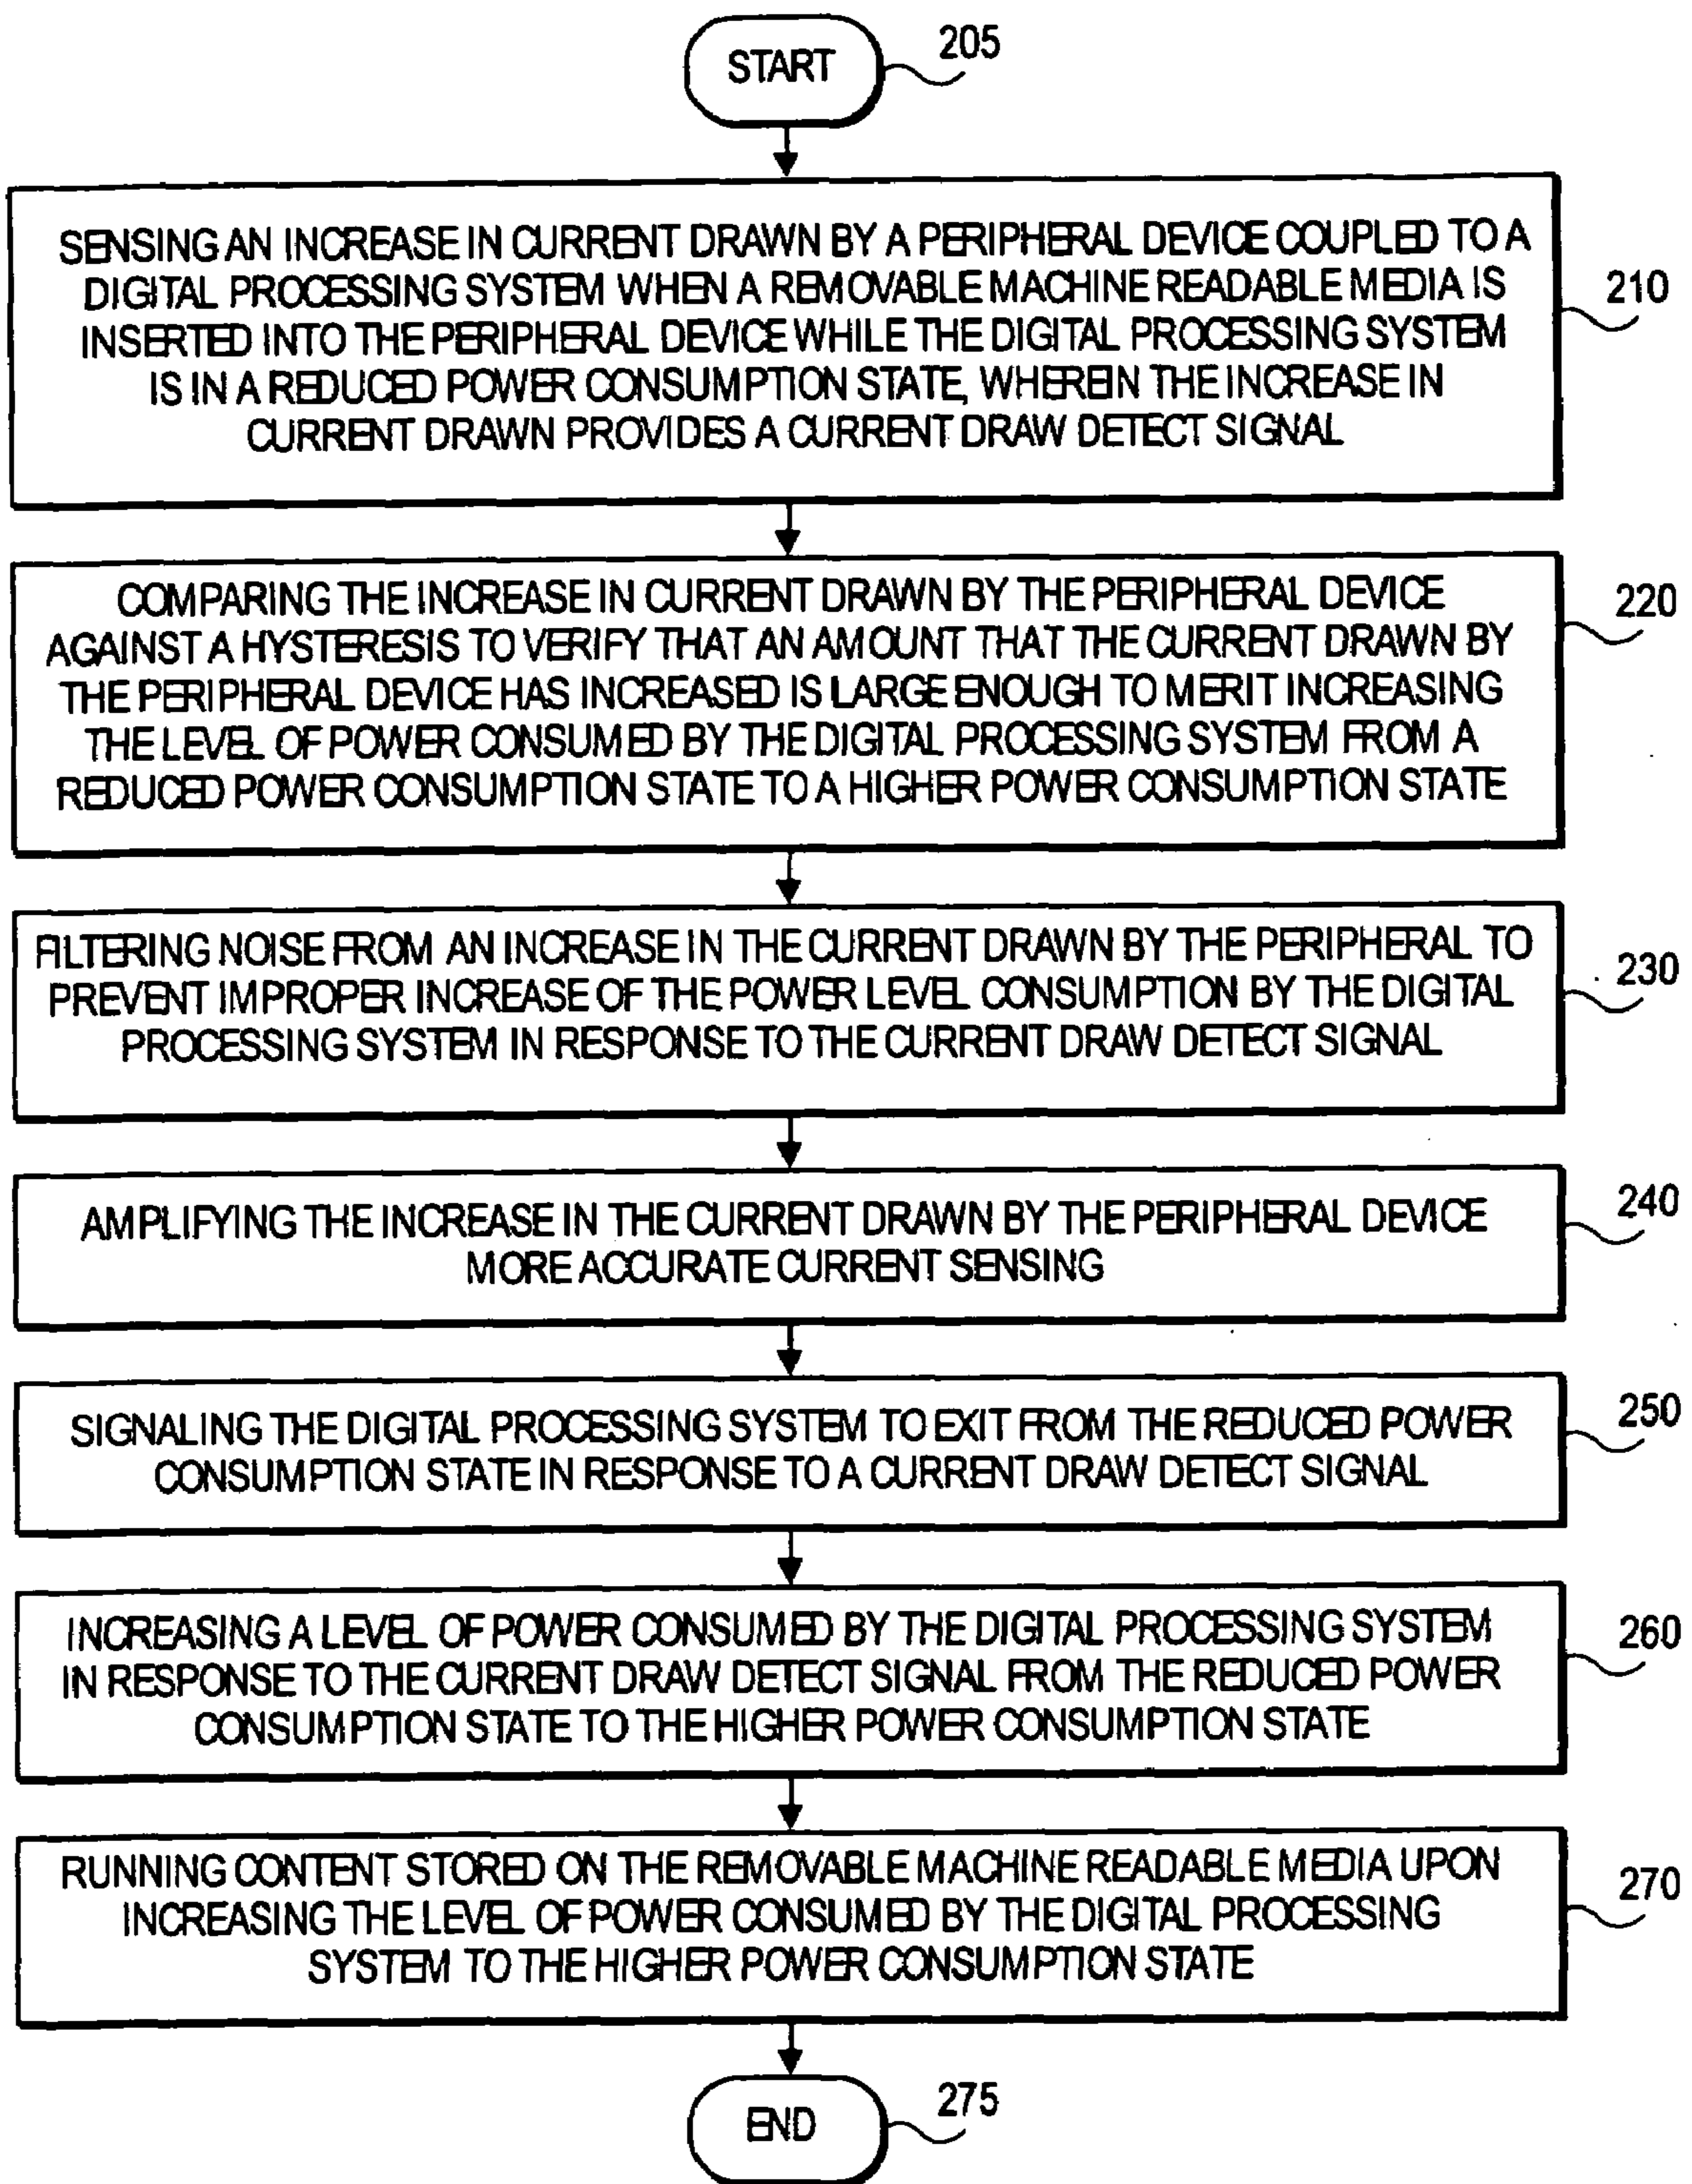 START
205
SENSING AN INCREASE IN CURRENT DRAWN BY A PERIPHERAL DEVICE COUPLED TO A
DIGITAL PROCESSING SYSTEM WHEN A REMOVABLE MACHINE READABLE MEDIA IS
INSERTED INTO THE PERIPHERAL DEVICE WHILE THE DIGITAL PROCESSING SYSTEM
IS IN A REDUCED POWER CONSUMPTION STATE, WHEREIN THE INCREASE IN
CURRENT DRAWN PROVIDES A CURRENT DRAW DETECT SIGNAL
210
COMPARING THE INCREASE IN CURRENT DRAWN BY THE PERIPHERAL DEVICE
AGAINST A HYSTERESIS TO VERIFY THAT AN AMOUNT THAT THE CURRENT DRAWN BY
THE PERIPHERAL DEVICE HAS INCREASED IS LARGE ENOUGH TO MERIT INCREASING
THE LEVEL OF POWER CONSUMED BY THE DIGITAL PROCESSING SYSTEM FROM A
REDUCED POWER CONSUMPTION STATE TO A HIGHER POWER CONSUMPTION STATE
220
FILTERING NOISE FROM AN INCREASE IN THE CURRENT DRAWN BY THE PERIPHERAL TO
PREVENT IMPROPER INCREASE OF THE POWER LEVEL CONSUMPTION BY THE DIGITAL
PROCESSING SYSTEM IN RESPONSE TO THE CURRENT DRAW DETECT SIGNAL
230
AMPLIFYING THE INCREASE IN THE CURRENT DRAWN BY THE PERIPHERAL DEVICE
MORE ACCURATE CURRENT SENSING
240
SIGNALING THE DIGITAL PROCESSING SYSTEM TO EXIT FROM THE REDUCED POWER
CONSUMPTION STATE IN RESPONSE TO A CURRENT DRAW DETECT SIGNAL
250
INCREASING A LEVEL OF POWER CONSUMED BY THE DIGITAL PROCESSING SYSTEM
IN RESPONSE TO THE CURRENT DRAW DETECT SIGNAL FROM THE REDUCED POWER
CONSUMPTION STATE TO THE HIGHER POWER CONSUMPTION STATE
260
RUNNING CONTENT STORED ON THE REMOVABLE MACHINE READABLE MEDIA UPON
INCREASING THE LEVEL OF POWER CONSUMED BY THE DIGITAL PROCESSING
SYSTEM TO THE HIGHER POWER CONSUMPTION STATE
270
END
275